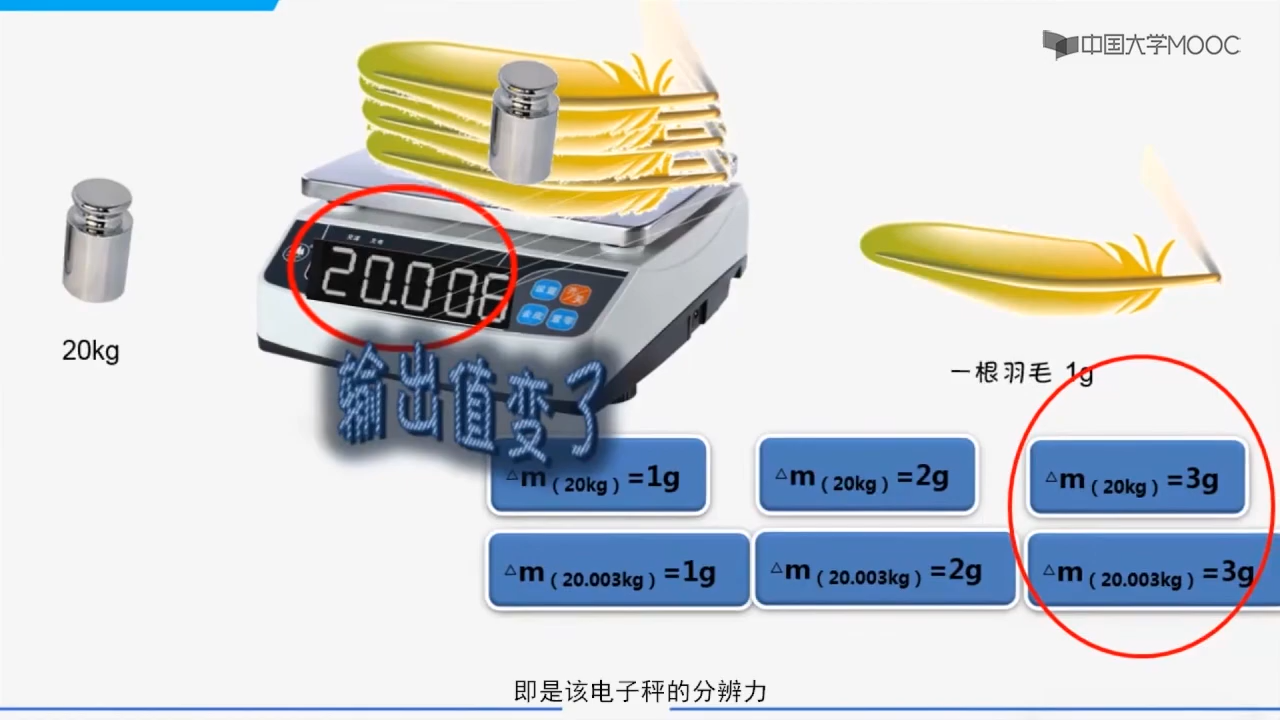 中国大学MOOC
20.006
20kg
一根羽毛 1g
输出值变了
△m（20kg）=1g
△m（20kg）=2g
△m（20kg）=3g
△m（20.003kg）=1g
△m（20.003kg）=2g
△m（20.003kg）=3g
即是该电子秤的分辨力